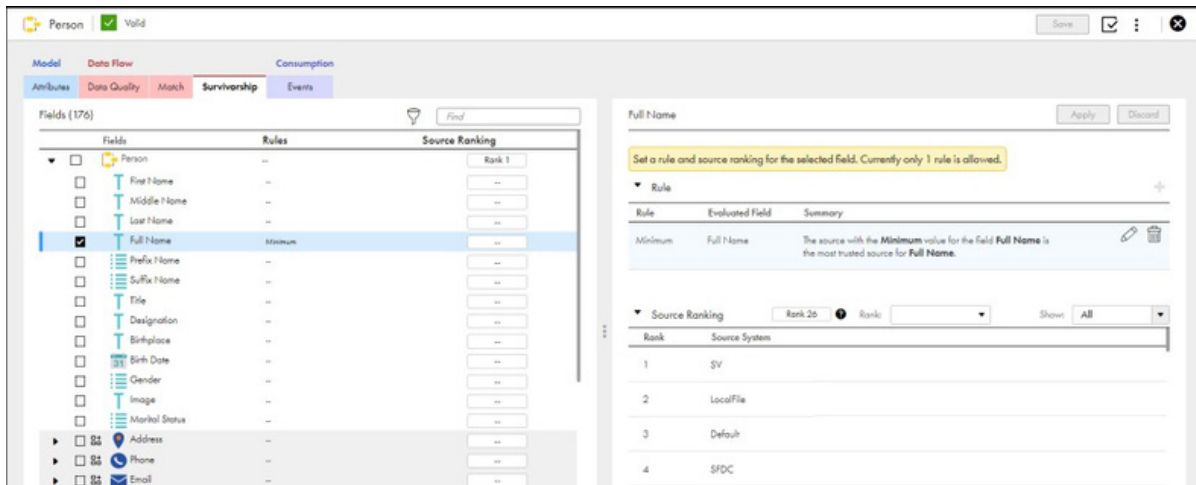 Person Valid Save
Model Data Flow Consumption
Attributes Data Quality Match Survivorship Events
Fields (176) Find
Fields Rules Source Ranking
Person -- Rank 1
First Name -- --
Middle Name -- --
Last Name -- --
Full Name Minimum --
Prefix Name -- --
Suffix Name -- --
Title -- --
Designation -- --
Birthplace -- --
31 Birth Date -- --
Gender -- --
Image -- --
Marital Status -- --
Address -- --
Phone -- --
Email -- --
Full Name Apply Discard
Set a rule and source ranking for the selected field. Currently only 1 rule is allowed.
Rule
Rule Evaluated Field Summary
Minimum Full Name The source with the Minimum value for the field Full Name is
the most trusted source for Full Name.
Source Ranking Rank 26 ? Rank: Show: All
Rank Source System
1 SV
2 LocalFile
3 Default
4 SFDC